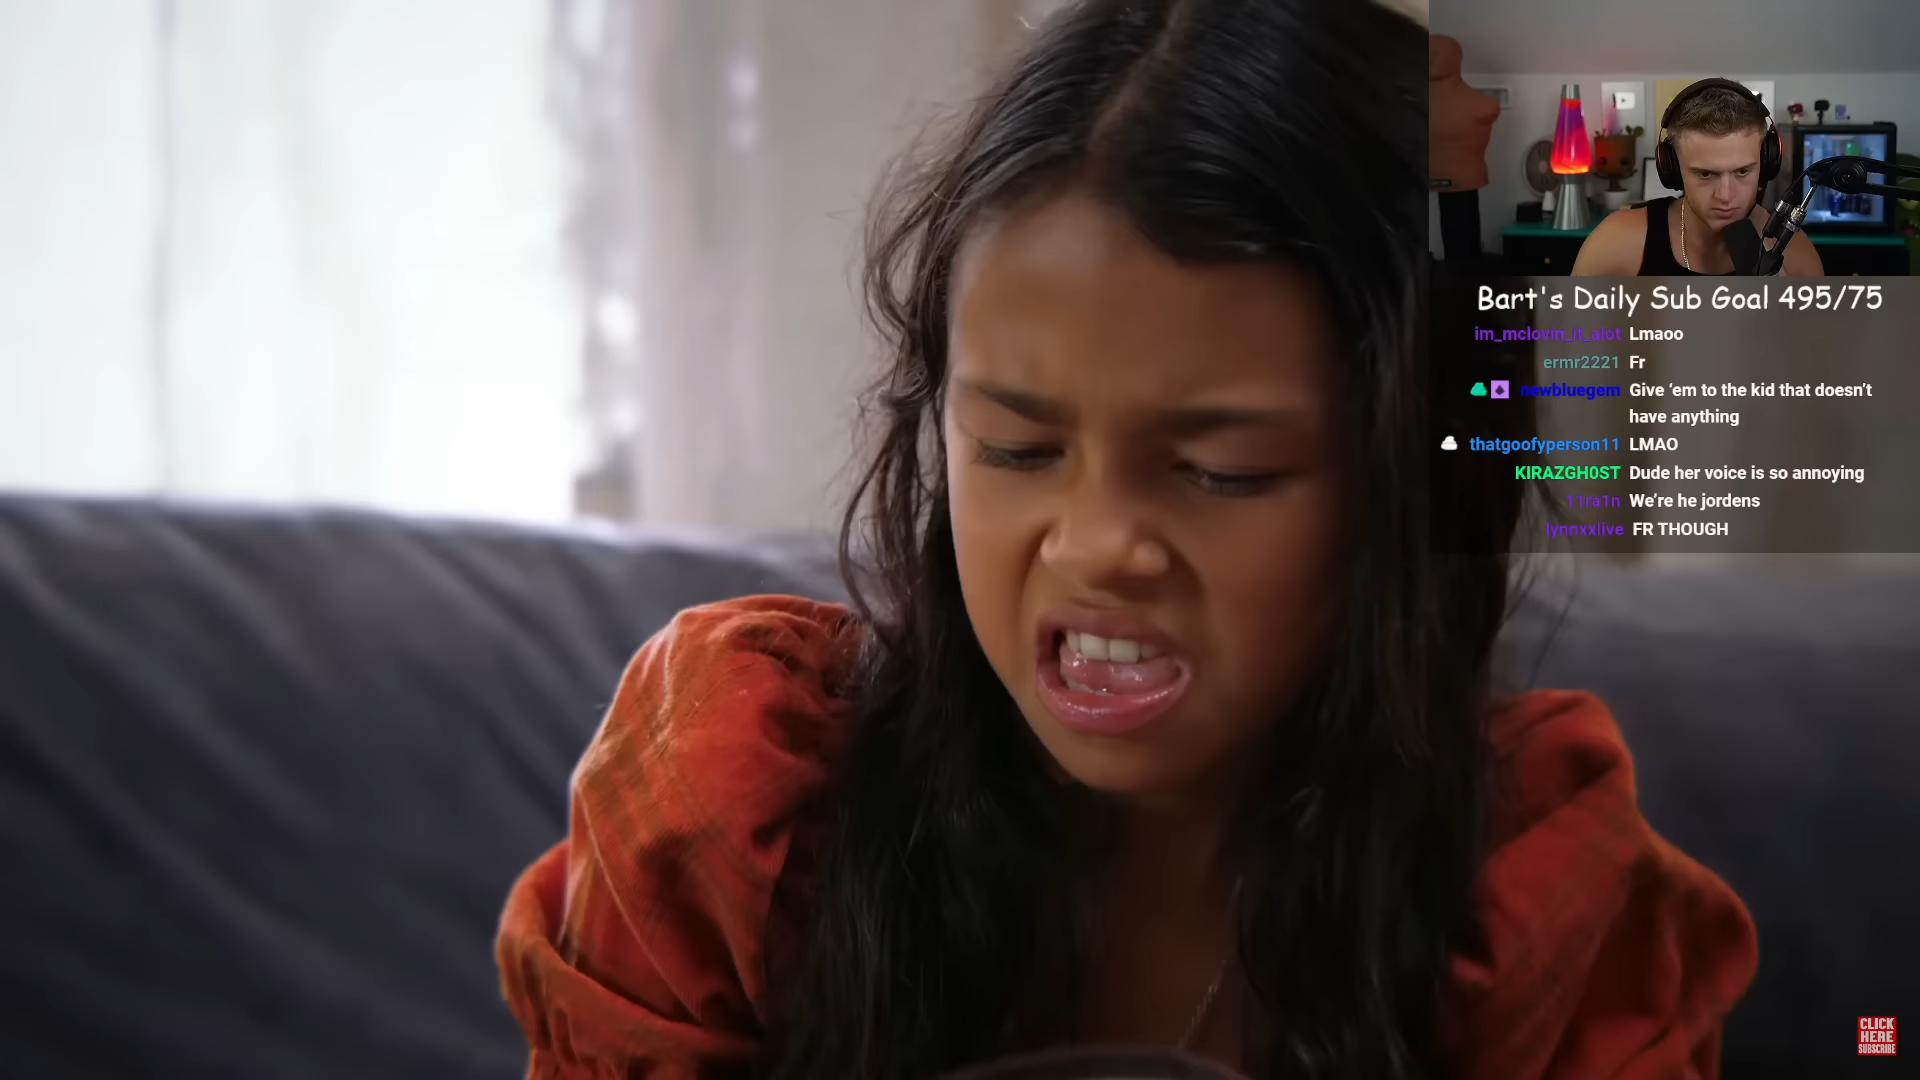 Bart's Daily Sub Goal 495/75
im_mclovin_it_alot Lmaoo
ermr2221 Fr
newbluegem Give ‘em to the kid that doesn’t
have anything
thatgoofyperson11 LMAO
KIRAZGH0ST Dude her voice is so annoying
11ra1n We’re he jordens
lynnxxlive FR THOUGH
CLICK
HERE
SUBSCRIBE